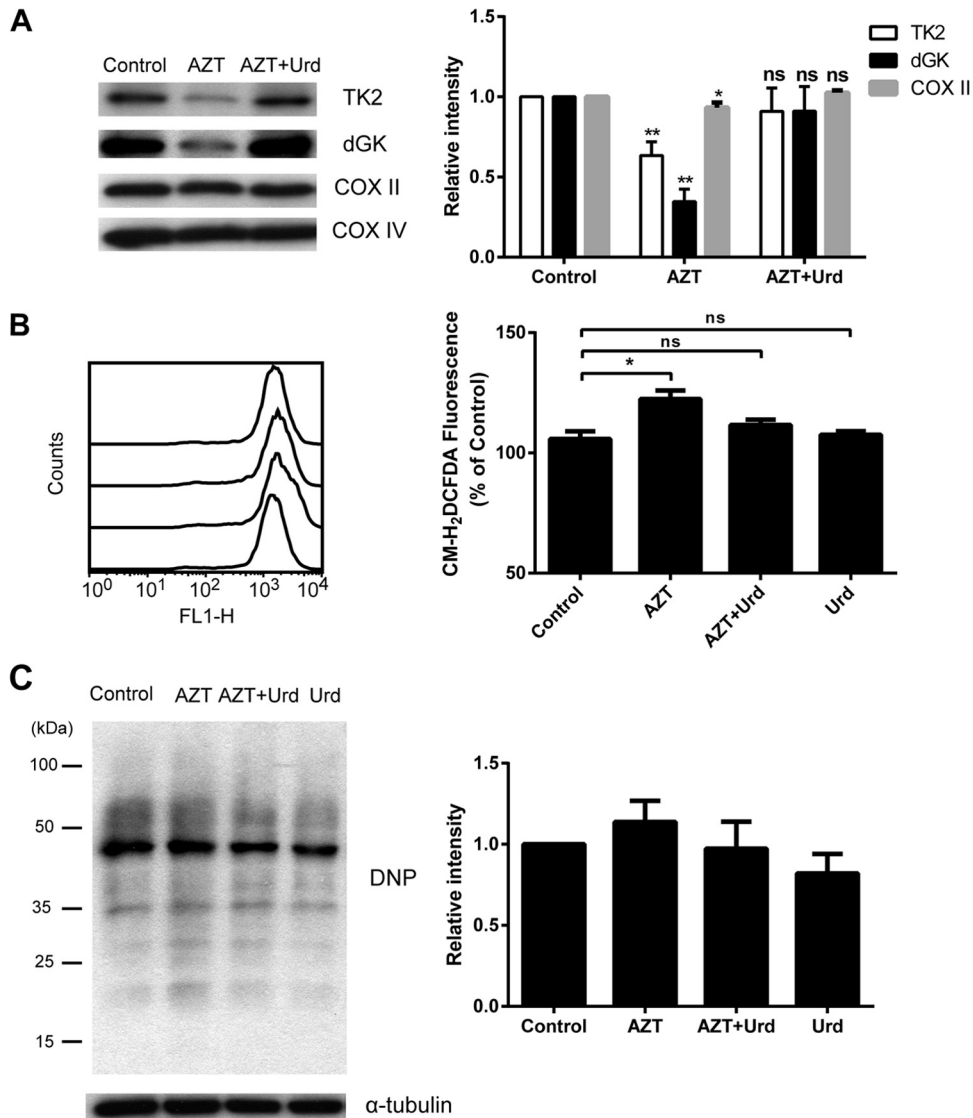 A
Control AZT AZT+Urd
TK2
dGK
COX II
COX IV
Relative intensity
1.5
1.0
0.5
0.0
** ** *
ns ns ns
Control AZT AZT+Urd
TK2
dGK
COX II
B
Counts
10⁰ 10¹ 10² 10³ 10⁴
FL1-H
CM-H₂DCFDA Fluorescence
(% of Control)
150
100
50
ns
ns
*
Control AZT AZT+Urd Urd
C
Control AZT AZT+Urd Urd
(kDa)
100
50
35
25
15
DNP
α-tubulin
Relative intensity
1.5
1.0
0.5
0.0
Control AZT AZT+Urd Urd